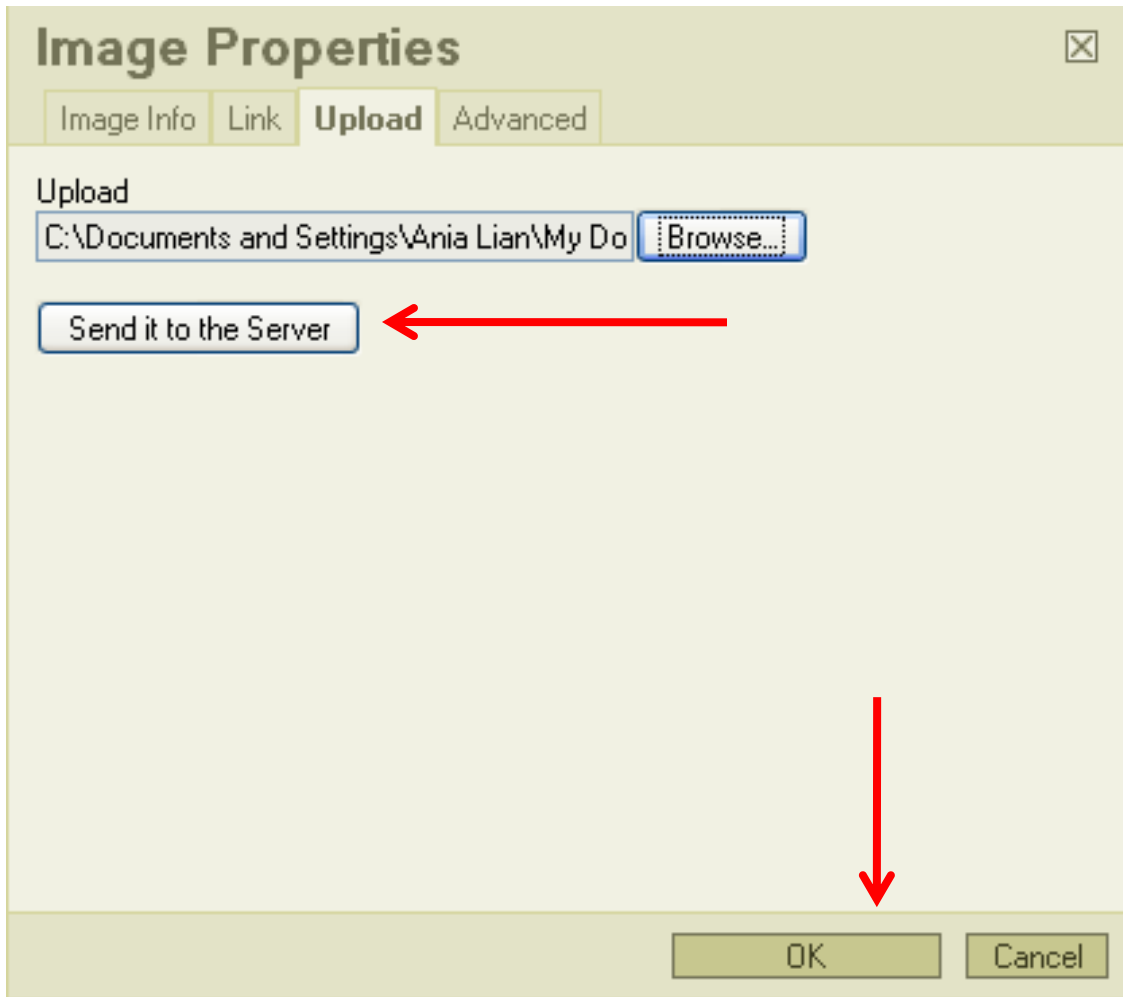 Image Properties
Image Info Link Upload Advanced
Upload
C:\Documents and Settings\Ania Lian\My Do Browse...
Send it to the Server
OK Cancel